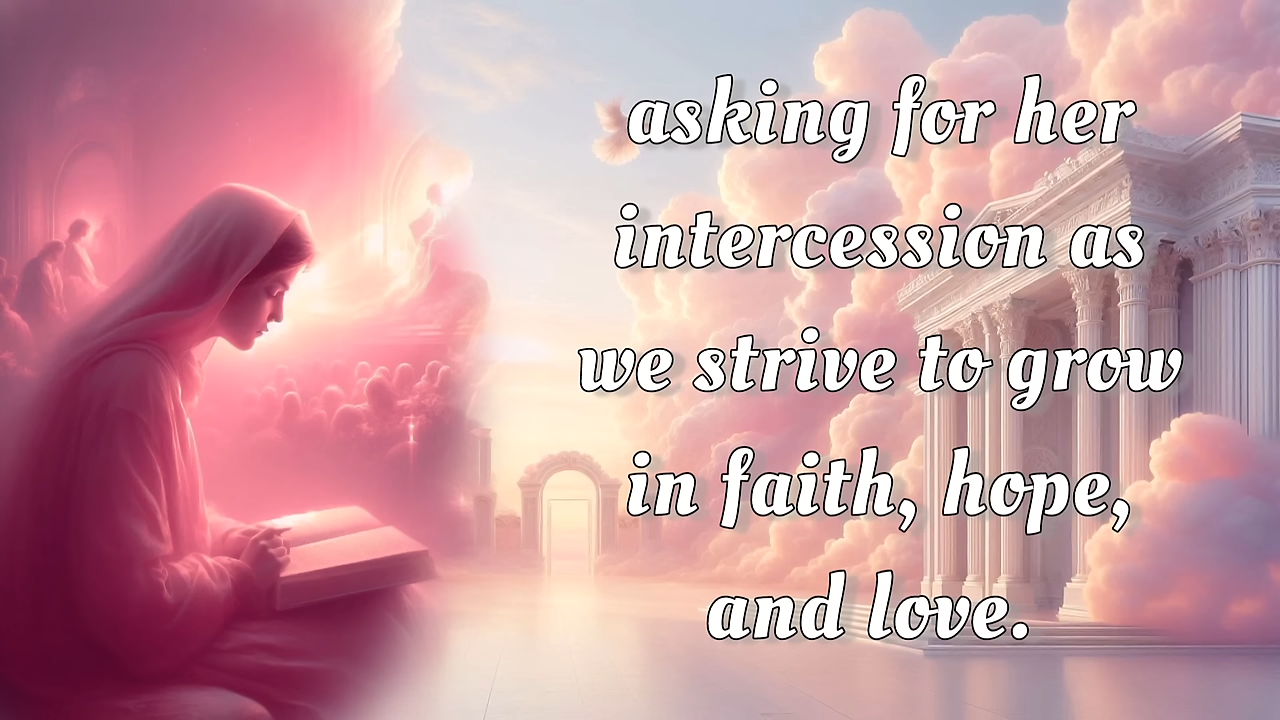 asking for her
intercession as
we strive to grow
in faith, hope,
and love.